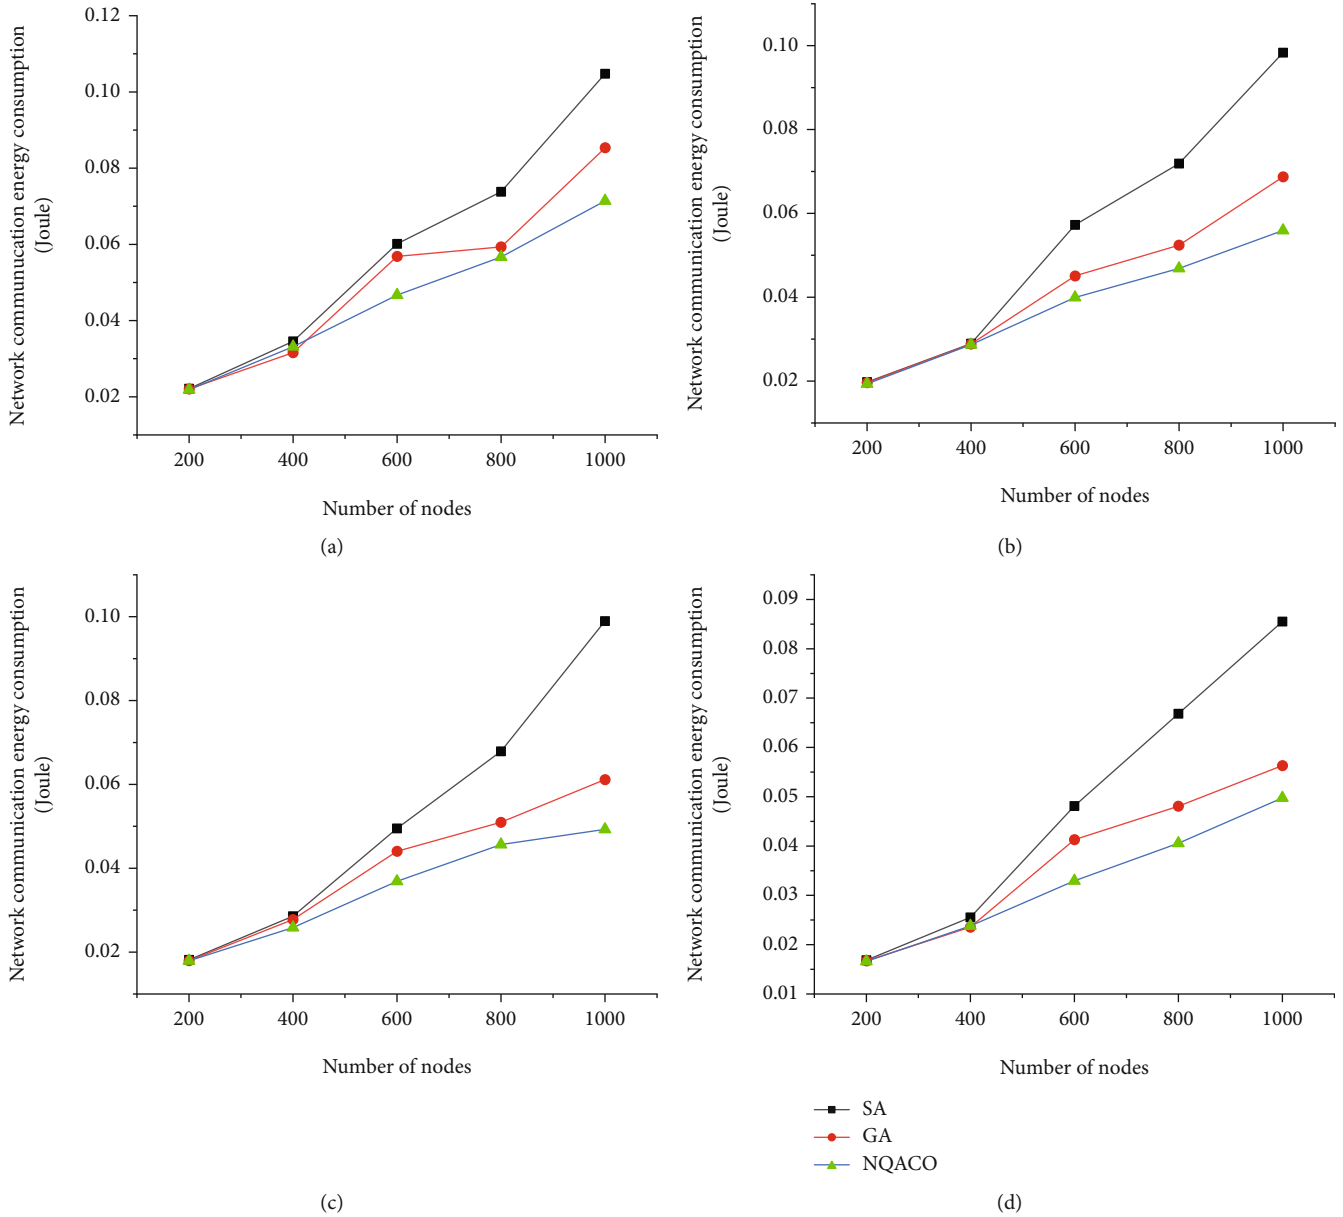 Network commucation energy consumption
(Joule)
0.12
0.10
0.08
0.06
0.04
0.02
200 400 600 800 1000
Number of nodes
(a)
Network communication energy consumption
(Joule)
0.10
0.08
0.06
0.04
0.02
200 400 600 800 1000
Number of nodes
(b)
Network communication energy consumption
(Joule)
0.10
0.08
0.06
0.04
0.02
200 400 600 800 1000
Number of nodes
(c)
Network communication energy consumption
(Joule)
0.09
0.08
0.07
0.06
0.05
0.04
0.03
0.02
0.01
200 400 600 800 1000
Number of nodes
SA
GA
NQACO
(d)